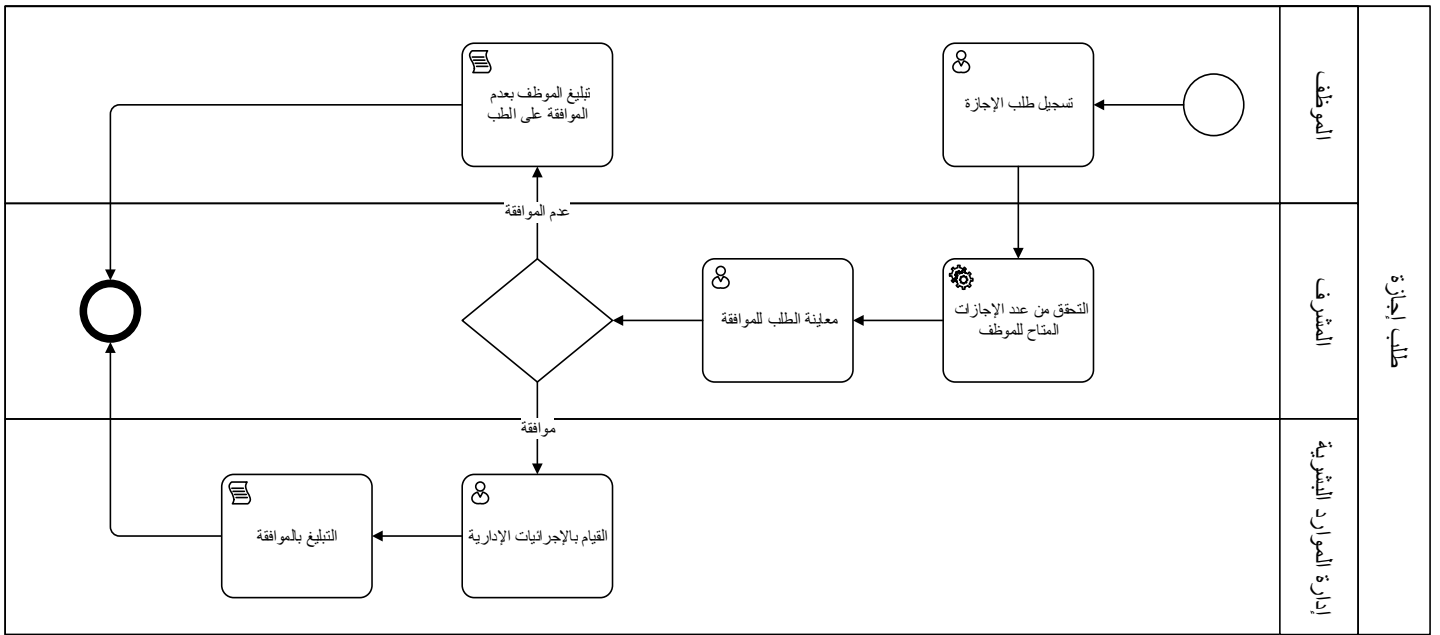 طلب إجازة
الموظف
تسجيل طلب الإجازة
تبليغ الموظف بعدم
الموافقة على الطب
عدم الموافقة
المشرف
التحقق من عدد الإجازات
المتاح للموظف
معاينة الطلب للموافقة
موافقة
إدارة الموارد البشرية
القيام بالإجرائيات الإدارية
التبليغ بالموافقة